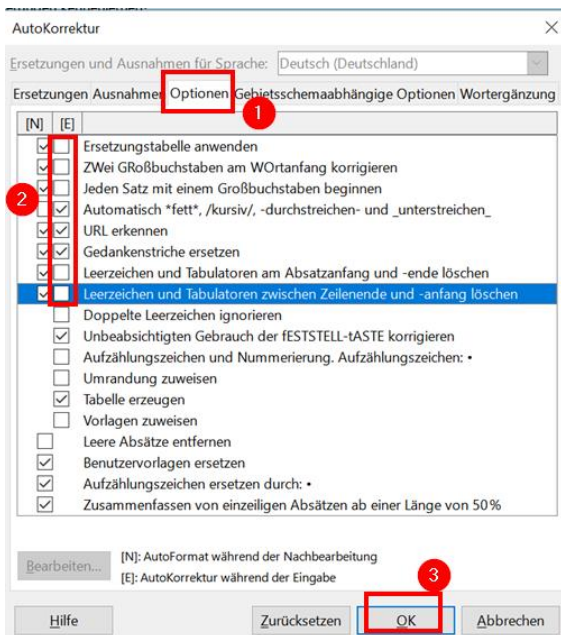 AutoKorrektur
Ersetzungen und Ausnahmen für Sprache: Deutsch (Deutschland)
Ersetzungen Ausnahmen Optionen Gebietsschemaabhängige Optionen Wortergänzung
1
[N] [E]
Ersetzungstabelle anwenden
ZWei GRoßbuchstaben am WOrtanfang korrigieren
2 Jeden Satz mit einem Großbuchstaben beginnen
Automatisch *fett*, /kursiv/, -durchstreichen- und _unterstreichen_
URL erkennen
Gedankenstriche ersetzen
Leerzeichen und Tabulatoren am Absatzanfang und -ende löschen
Leerzeichen und Tabulatoren zwischen Zeilenende und -anfang löschen
Doppelte Leerzeichen ignorieren
Unbeabsichtigten Gebrauch der fESTSTELL-tASTE korrigieren
Aufzählungszeichen und Nummerierung. Aufzählungszeichen: •
Umrandung zuweisen
Tabelle erzeugen
Vorlagen zuweisen
Leere Absätze entfernen
Benutzervorlagen ersetzen
Aufzählungszeichen ersetzen durch: •
Zusammenfassen von einzeiligen Absätzen ab einer Länge von 50%
Bearbeiten... [N]: AutoFormat während der Nachbearbeitung
[E]: AutoKorrektur während der Eingabe
3
Hilfe Zurücksetzen OK Abbrechen